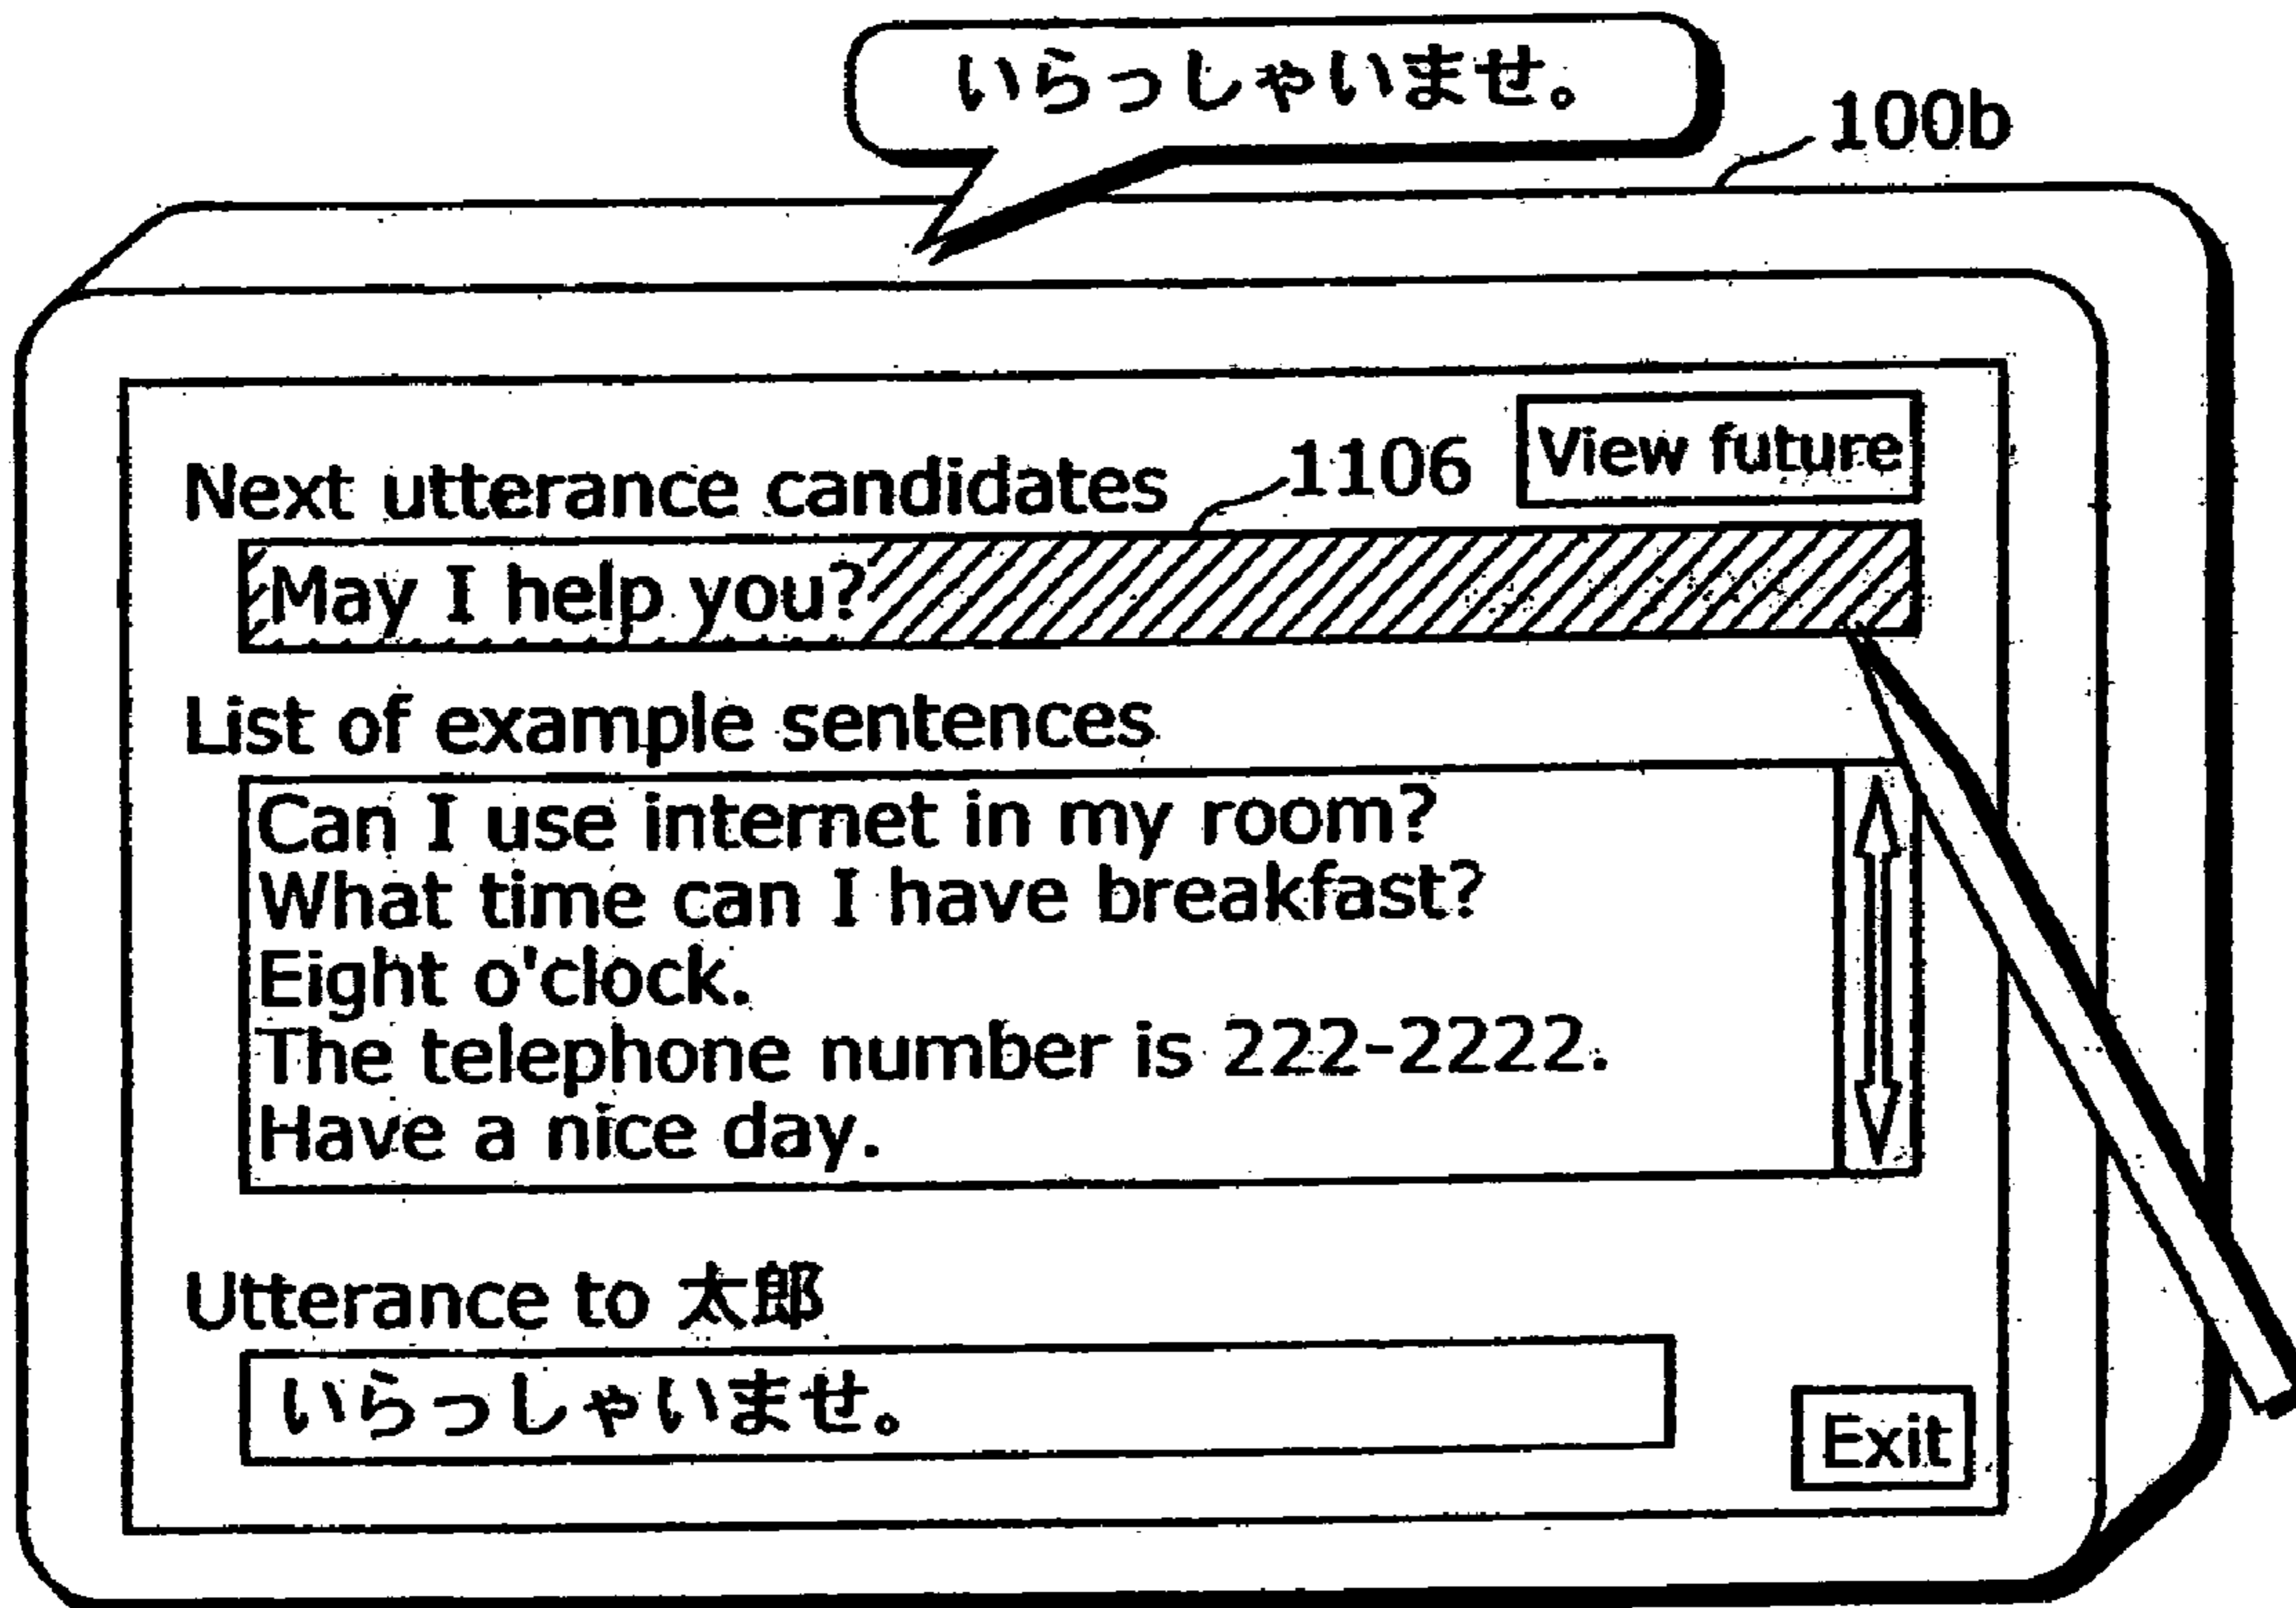 いらっしゃいませ。
100b
View future
Next utterance candidates
1106
May I help you?
List of example sentences
Can I use internet in my room?
What time can I have breakfast?
Eight o'clock.
The telephone number is 222-2222.
Have a nice day.
Utterance to 太郎
いらっしゃいませ。
Exit